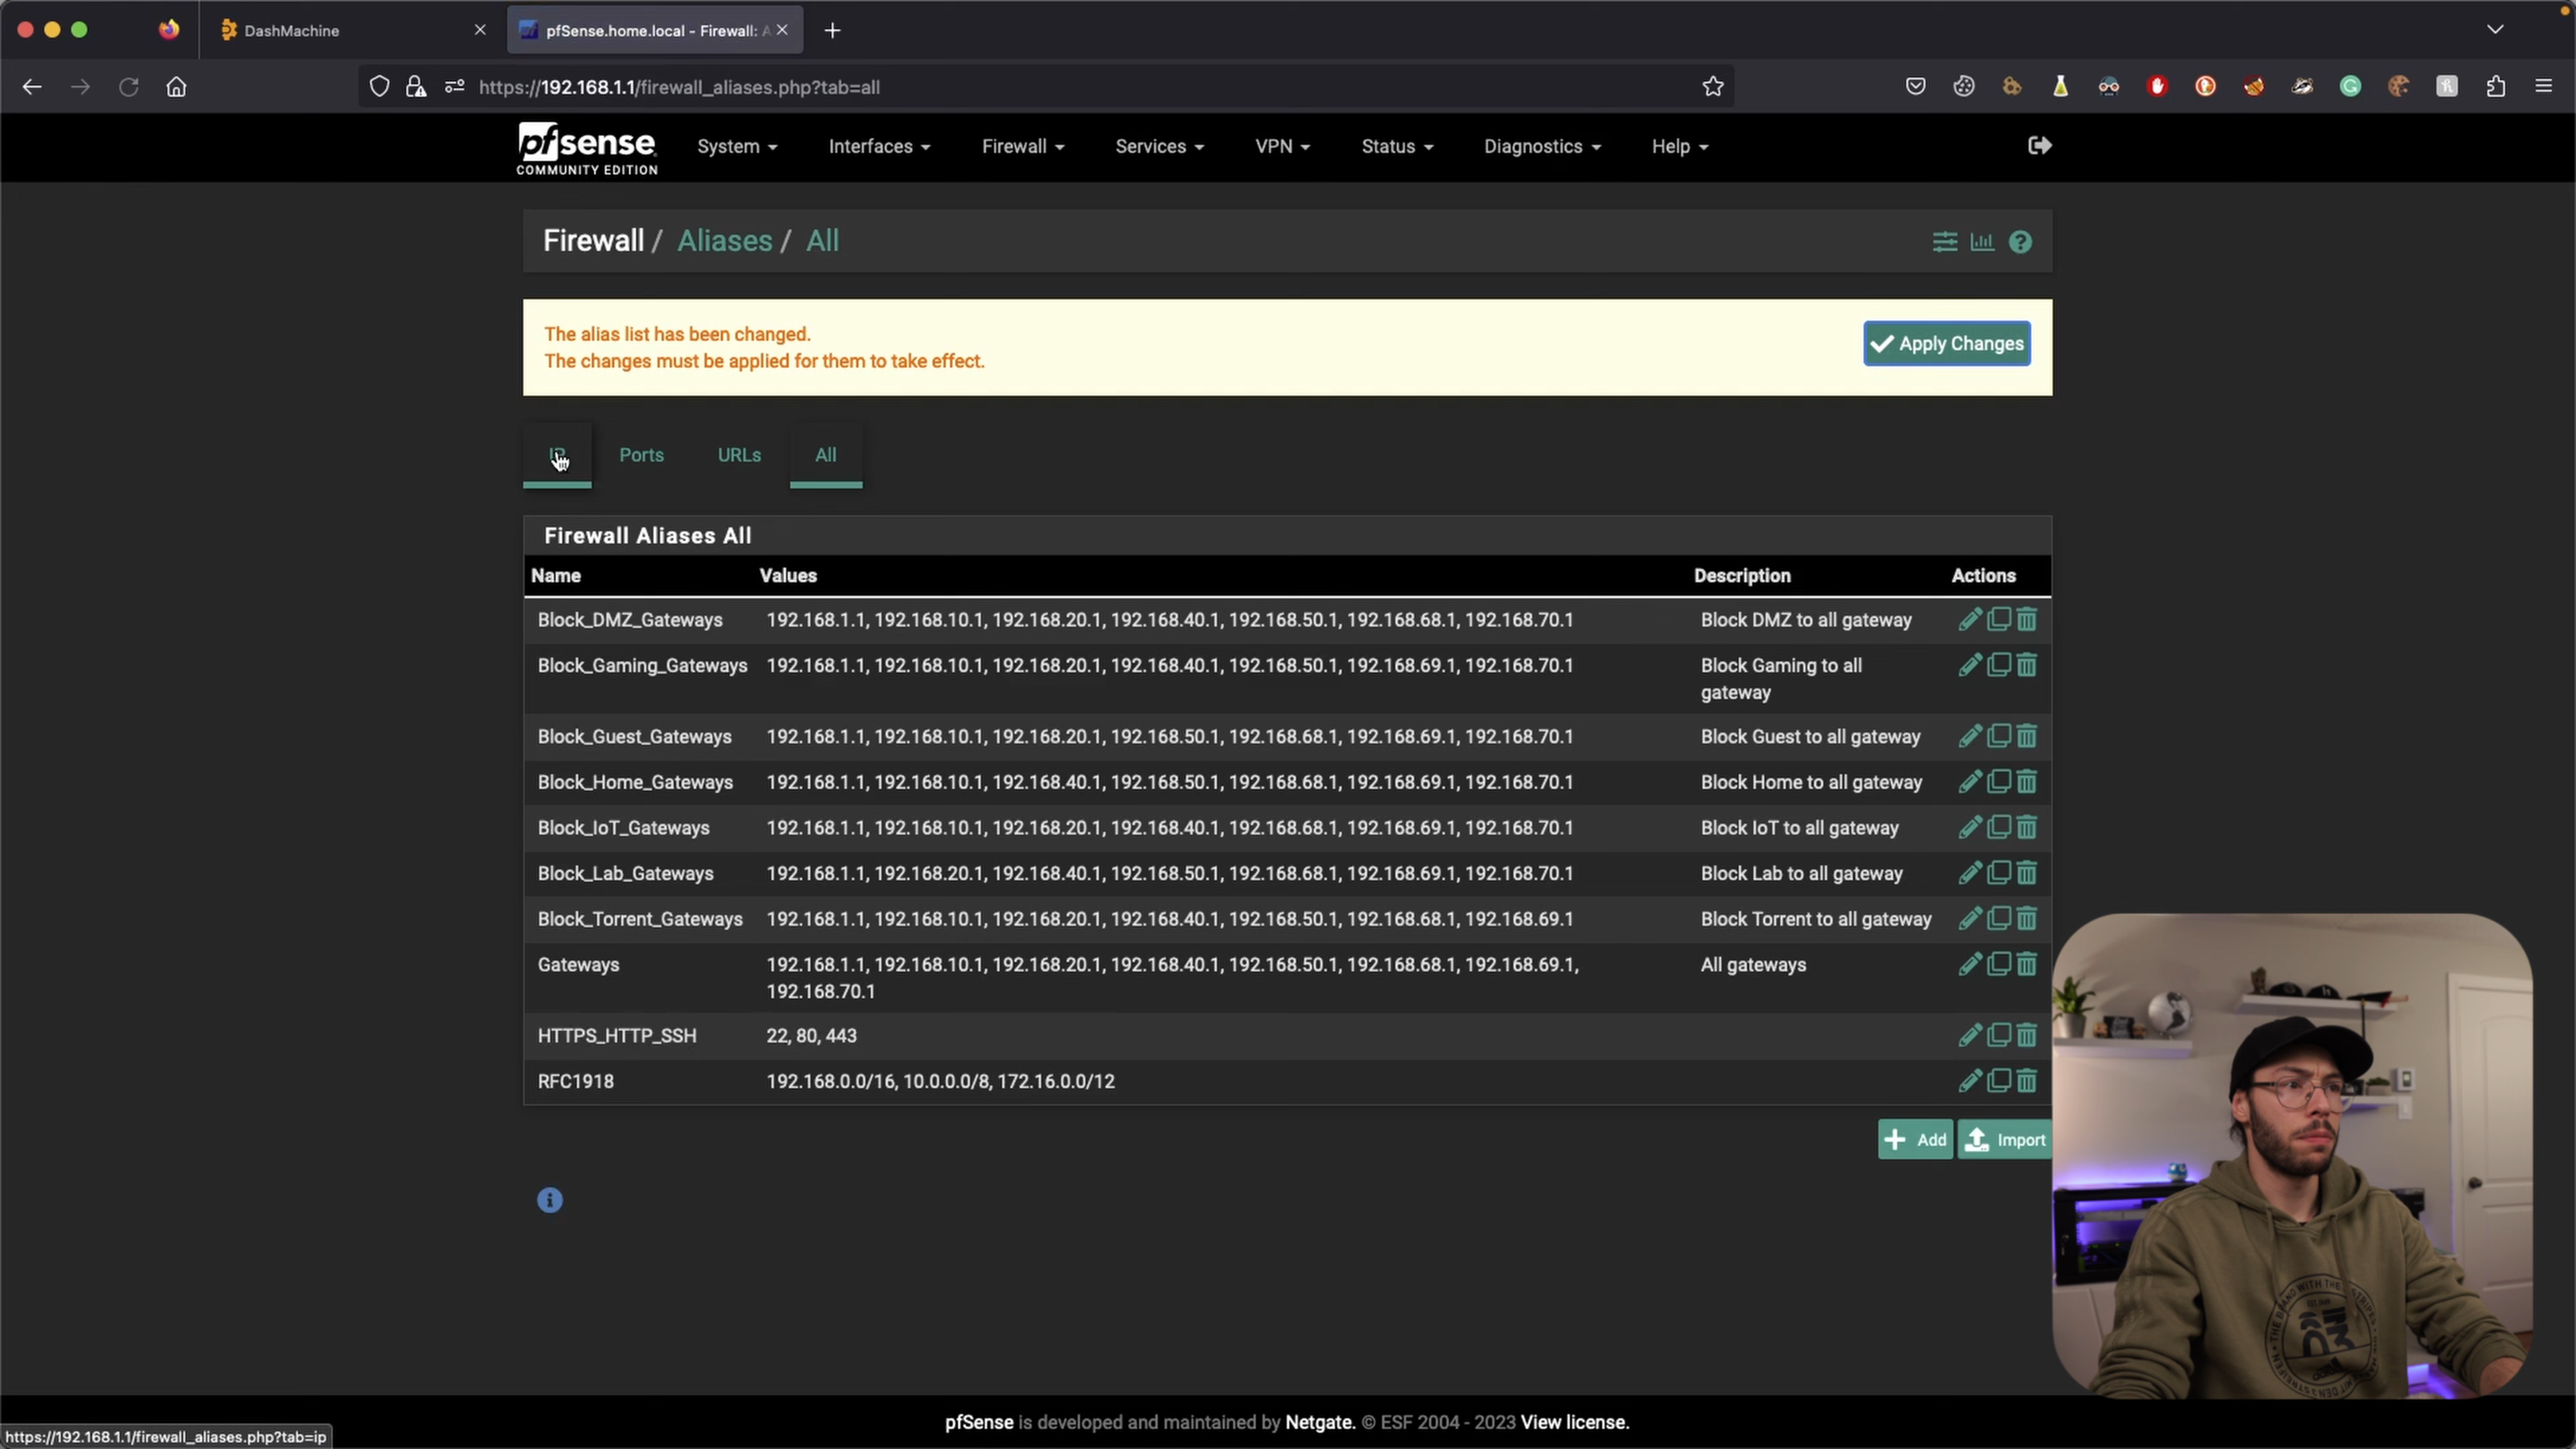 DashMachine
pfSense.home.local - Firewall: A
https://192.168.1.1/firewall_aliases.php?tab=all
pfsense
COMMUNITY EDITION
System
Interfaces
Firewall
Services
VPN
Status
Diagnostics
Help
Firewall / Aliases / All
The alias list has been changed.
The changes must be applied for them to take effect.
Apply Changes
Ports
URLs
All
Firewall Aliases All
Name Values Description Actions
Block_DMZ_Gateways 192.168.1.1, 192.168.10.1, 192.168.20.1, 192.168.40.1, 192.168.50.1, 192.168.68.1, 192.168.70.1 Block DMZ to all gateway
Block_Gaming_Gateways 192.168.1.1, 192.168.10.1, 192.168.20.1, 192.168.40.1, 192.168.50.1, 192.168.69.1, 192.168.70.1 Block Gaming to all
gateway
Block_Guest_Gateways 192.168.1.1, 192.168.10.1, 192.168.20.1, 192.168.50.1, 192.168.68.1, 192.168.69.1, 192.168.70.1 Block Guest to all gateway
Block_Home_Gateways 192.168.1.1, 192.168.10.1, 192.168.40.1, 192.168.50.1, 192.168.68.1, 192.168.69.1, 192.168.70.1 Block Home to all gateway
Block_IoT_Gateways 192.168.1.1, 192.168.10.1, 192.168.20.1, 192.168.40.1, 192.168.68.1, 192.168.69.1, 192.168.70.1 Block IoT to all gateway
Block_Lab_Gateways 192.168.1.1, 192.168.20.1, 192.168.40.1, 192.168.50.1, 192.168.68.1, 192.168.69.1, 192.168.70.1 Block Lab to all gateway
Block_Torrent_Gateways 192.168.1.1, 192.168.10.1, 192.168.20.1, 192.168.40.1, 192.168.50.1, 192.168.68.1, 192.168.69.1 Block Torrent to all gateway
Gateways 192.168.1.1, 192.168.10.1, 192.168.20.1, 192.168.40.1, 192.168.50.1, 192.168.68.1, 192.168.69.1, All gateways
192.168.70.1
HTTPS_HTTP_SSH 22, 80, 443
RFC1918 192.168.0.0/16, 10.0.0.0/8, 172.16.0.0/12
Add
Import
pfSense is developed and maintained by Netgate. © ESF 2004 - 2023 View license.
https://192.168.1.1/firewall_aliases.php?tab=ip